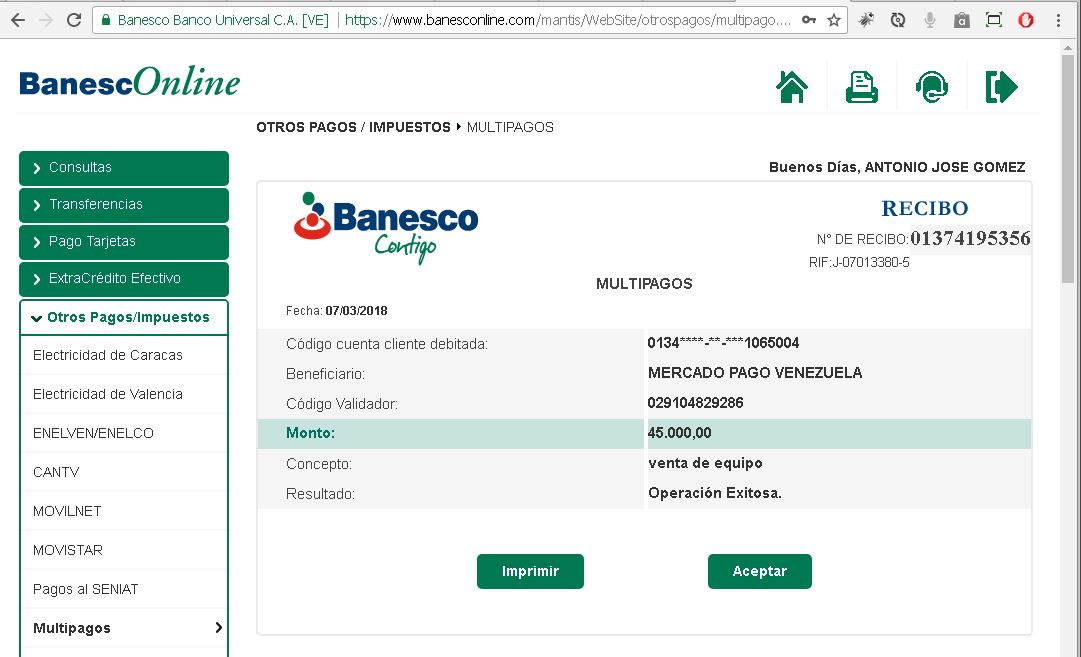 Banesco Banco Universal C.A. [VE] | https://www.banesconline.com/mantis/WebSite/otrospagos/multipago....
BanescOnline
OTROS PAGOS / IMPUESTOS MULTIPAGOS
Buenos Días, ANTONIO JOSE GOMEZ
Consultas
Transferencias
Pago Tarjetas
ExtraCrédito Efectivo
Otros Pagos/Impuestos
Electricidad de Caracas
Electricidad de Valencia
ENELVEN/ENELCO
CANTV
MOVILNET
MOVISTAR
Pagos al SENIAT
Multipagos
Banesco
Contigo
RECIBO
N° DE RECIBO:01374195356
RIF:J-07013380-5
MULTIPAGOS
Fecha: 07/03/2018
Código cuenta cliente debitada: 0134****-**-***1065004
Beneficiario: MERCADO PAGO VENEZUELA
Código Validador: 029104829286
Monto: 45.000,00
Concepto: venta de equipo
Resultado: Operación Exitosa.
Imprimir Aceptar